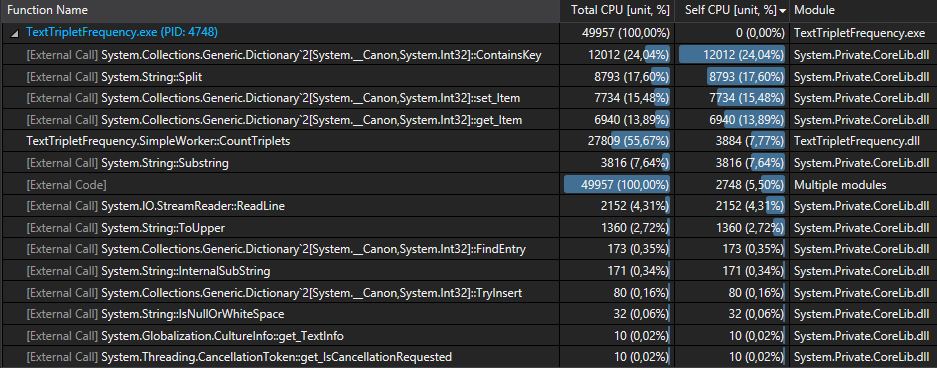 Function Name Total CPU [unit, %] Self CPU [unit, %] Module
TextTripletFrequency.exe (PID: 4748) 49957 (100,00%) 0 (0,00%) TextTripletFrequency.exe
[External Call] System.Collections.Generic.Dictionary`2[System.__Canon,System.Int32]::ContainsKey 12012 (24,04%) 12012 (24,04%) System.Private.CoreLib.dll
[External Call] System.String::Split 8793 (17,60%) 8793 (17,60%) System.Private.CoreLib.dll
[External Call] System.Collections.Generic.Dictionary`2[System.__Canon,System.Int32]::set_Item 7734 (15,48%) 7734 (15,48%) System.Private.CoreLib.dll
[External Call] System.Collections.Generic.Dictionary`2[System.__Canon,System.Int32]::get_Item 6940 (13,89%) 6940 (13,89%) System.Private.CoreLib.dll
TextTripletFrequency.SimpleWorker::CountTriplets 27809 (55,67%) 3884 (7,77%) TextTripletFrequency.dll
[External Call] System.String::Substring 3816 (7,64%) 3816 (7,64%) System.Private.CoreLib.dll
[External Code] 49957 (100,00%) 2748 (5,50%) Multiple modules
[External Call] System.IO.StreamReader::ReadLine 2152 (4,31%) 2152 (4,31%) System.Private.CoreLib.dll
[External Call] System.String::ToUpper 1360 (2,72%) 1360 (2,72%) System.Private.CoreLib.dll
[External Call] System.Collections.Generic.Dictionary`2[System.__Canon,System.Int32]::FindEntry 173 (0,35%) 173 (0,35%) System.Private.CoreLib.dll
[External Call] System.String::InternalSubString 171 (0,34%) 171 (0,34%) System.Private.CoreLib.dll
[External Call] System.Collections.Generic.Dictionary`2[System.__Canon,System.Int32]::TryInsert 80 (0,16%) 80 (0,16%) System.Private.CoreLib.dll
[External Call] System.String::IsNullOrWhiteSpace 32 (0,06%) 32 (0,06%) System.Private.CoreLib.dll
[External Call] System.Globalization.CultureInfo::get_TextInfo 10 (0,02%) 10 (0,02%) System.Private.CoreLib.dll
[External Call] System.Threading.CancellationToken::get_IsCancellationRequested 10 (0,02%) 10 (0,02%) System.Private.CoreLib.dll